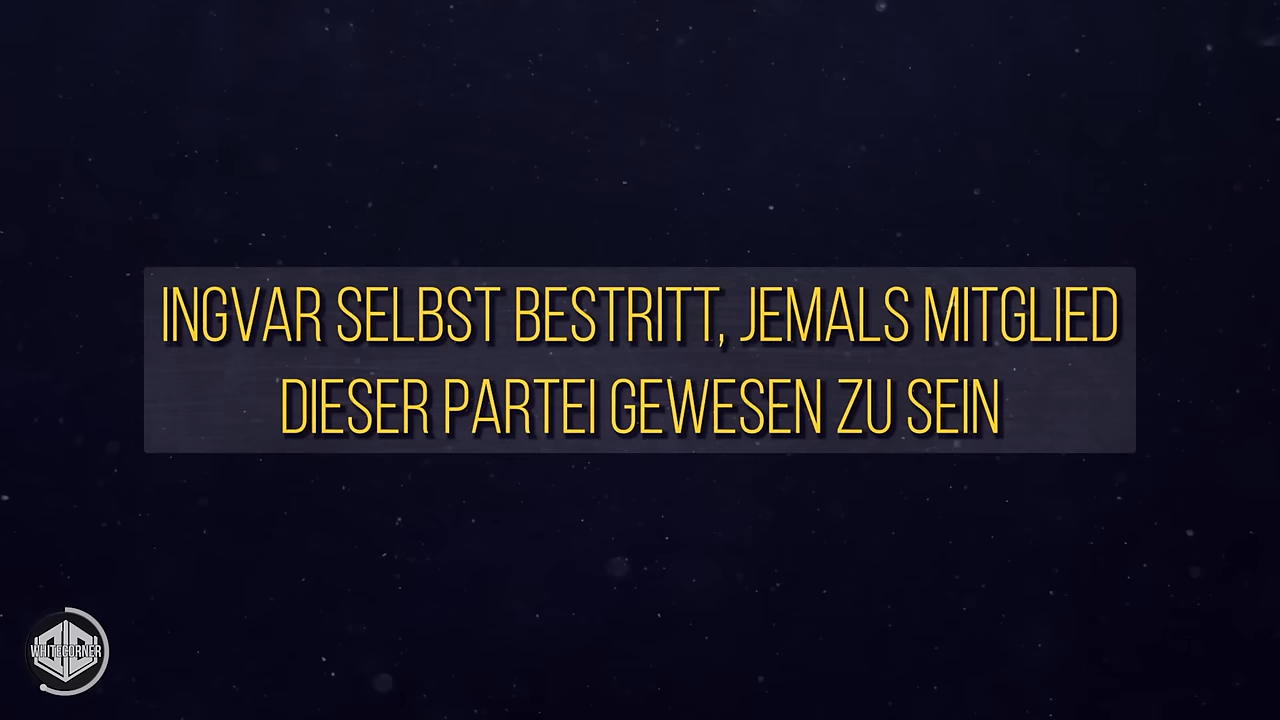 INGVAR SELBST BESTRITT, JEMALS MITGLIED
DIESER PARTEI GEWESEN ZU SEIN
WHITECORNER